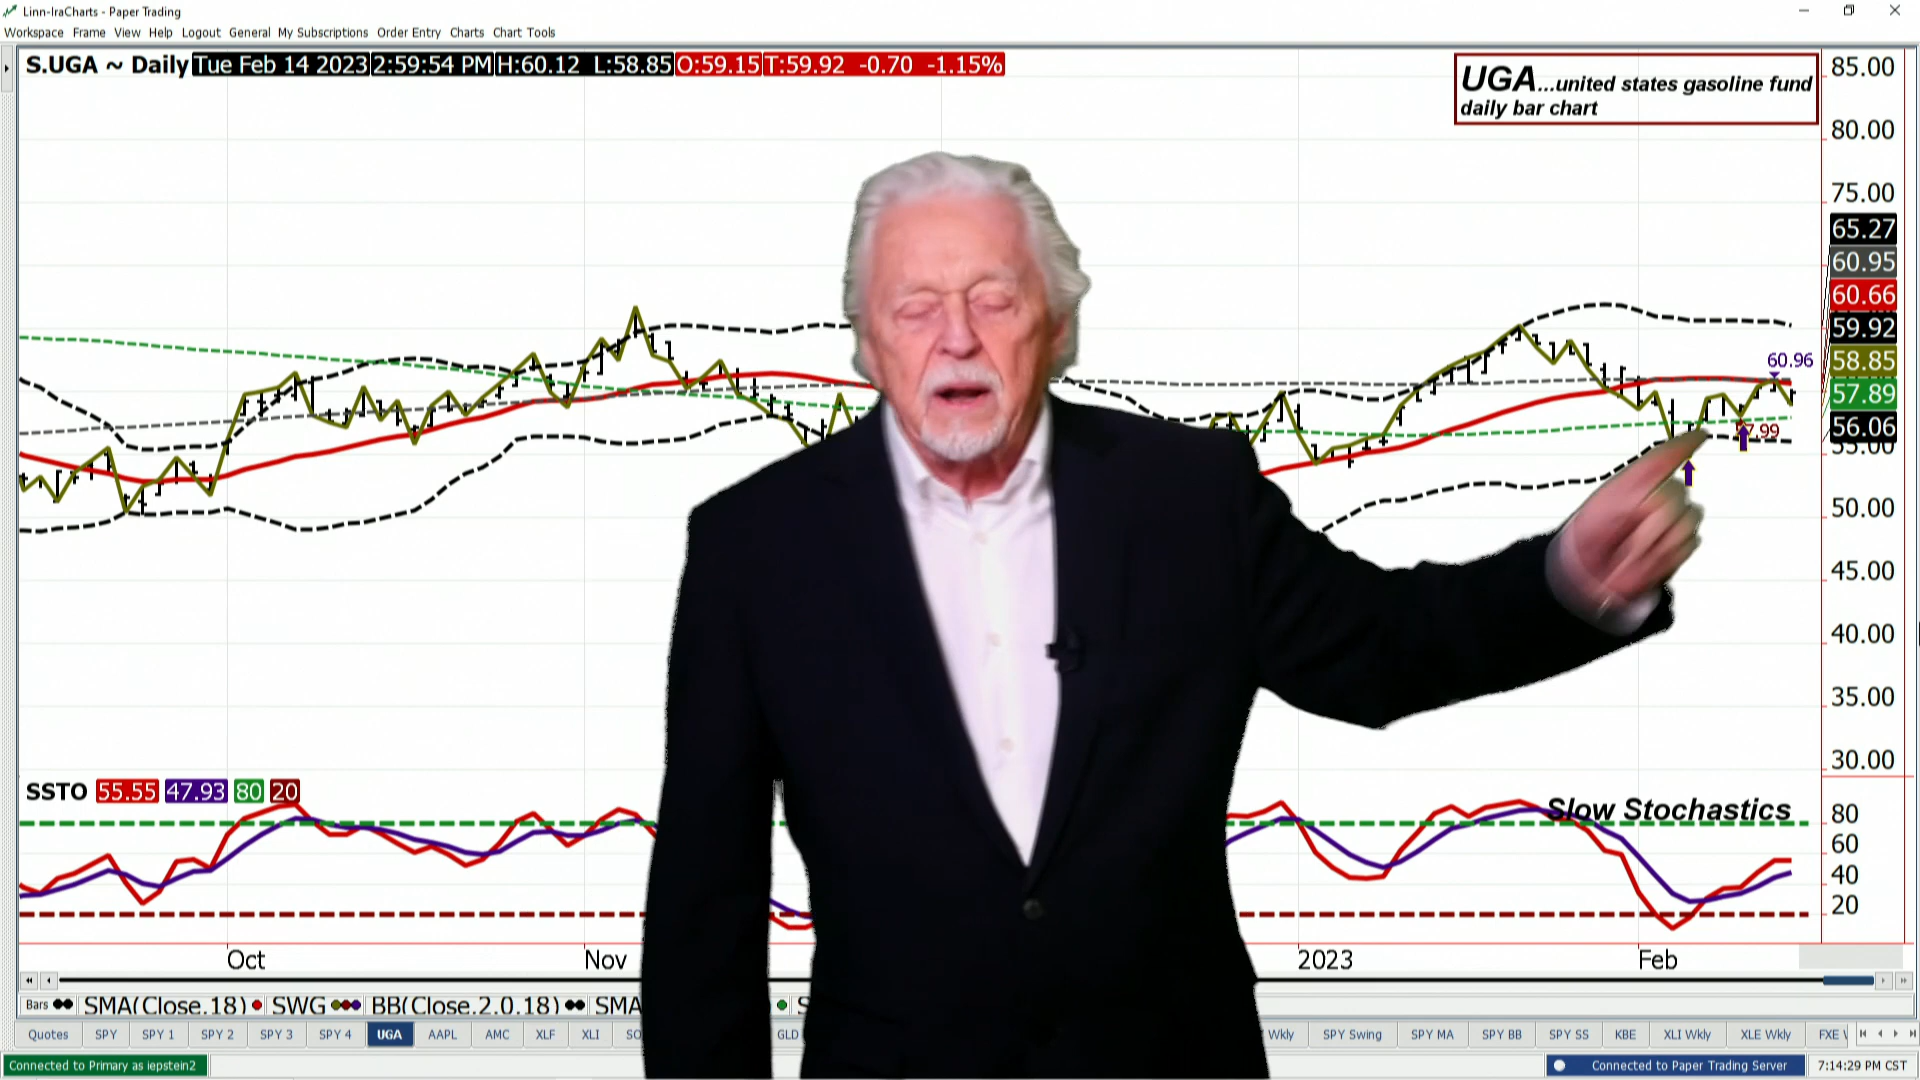 Linn-IraCharts - Paper Trading
Workspace Frame View Help Logout General My Subscriptions Order Entry Charts Chart Tools
S.UGA ~ Daily Tue Feb 14 2023 2:59:54 PM H:60.12 L:58.85 O:59.15 T:59.92 -0.70 -1.15%
UGA...united states gasoline fund
daily bar chart
85.00
80.00
75.00
65.27
60.95
60.66
59.92
58.85
57.89
56.06
55.00
50.00
45.00
40.00
35.00
30.00
60.96
7.99
SSTO 55.55 47.93 80 20
Slow Stochastics
80
60
40
20
Oct Nov 2023 Feb
Bars SMA(Close.18) SWG BB(Close.2.0.18) SMA S
Quotes SPY SPY 1 SPY 2 SPY 3 SPY 4 UGA AAPL AMC XLF XLI SO GLD Wkly SPY Swing SPY MA SPY BB SPY SS KBE XLI Wkly XLE Wkly FXE
Connected to Primary as iepstein2 Connected to Paper Trading Server 7:14:29 PM CST